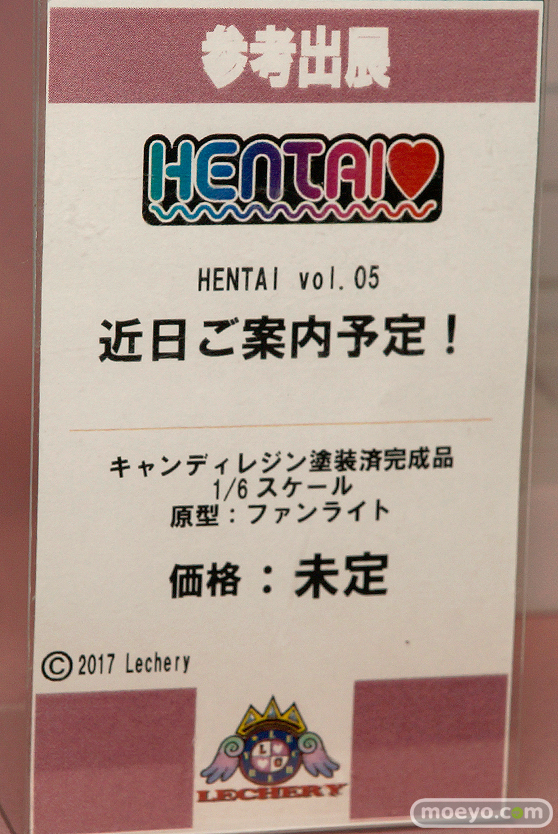 参考出展
HENTAI♥
HENTAI vol.05
近日ご案内予定！
キャンディレジン塗装済完成品
1/6スケール
原型：ファンライト
価格：未定
©2017 Lechery
LECHERY
moeyo.com